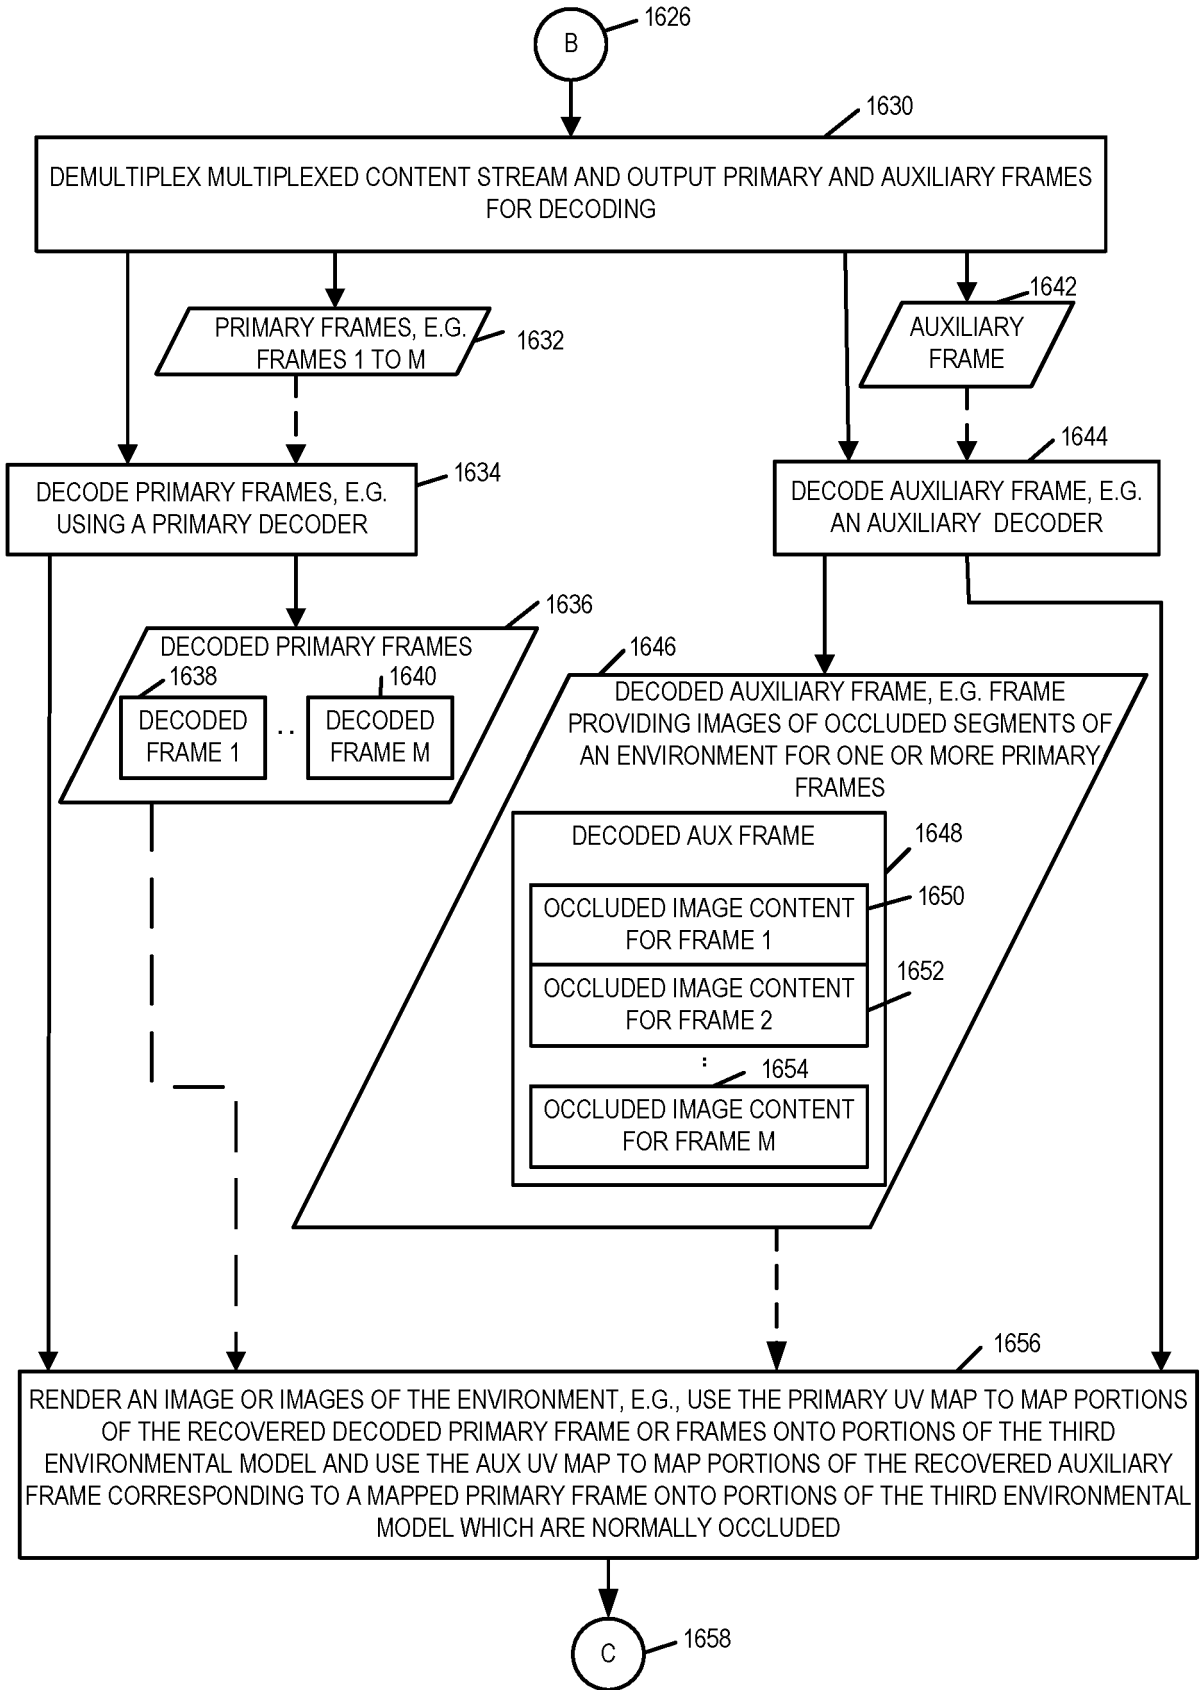 1626
B
1630
DEMULTIPLEX MULTIPLEXED CONTENT STREAM AND OUTPUT PRIMARY AND AUXILIARY FRAMES
FOR DECODING
PRIMARY FRAMES, E.G.
FRAMES 1 TO M
1632
1642
AUXILIARY
FRAME
1634
DECODE PRIMARY FRAMES, E.G.
USING A PRIMARY DECODER
1644
DECODE AUXILIARY FRAME, E.G.
AN AUXILIARY DECODER
1636
DECODED PRIMARY FRAMES
1638
1640
DECODED
FRAME 1
. .
DECODED
FRAME M
1646
DECODED AUXILIARY FRAME, E.G. FRAME
PROVIDING IMAGES OF OCCLUDED SEGMENTS OF
AN ENVIRONMENT FOR ONE OR MORE PRIMARY
FRAMES
DECODED AUX FRAME
1648
OCCLUDED IMAGE CONTENT
FOR FRAME 1
1650
OCCLUDED IMAGE CONTENT
FOR FRAME 2
1652
:
1654
OCCLUDED IMAGE CONTENT
FOR FRAME M
1656
RENDER AN IMAGE OR IMAGES OF THE ENVIRONMENT, E.G., USE THE PRIMARY UV MAP TO MAP PORTIONS
OF THE RECOVERED DECODED PRIMARY FRAME OR FRAMES ONTO PORTIONS OF THE THIRD
ENVIRONMENTAL MODEL AND USE THE AUX UV MAP TO MAP PORTIONS OF THE RECOVERED AUXILIARY
FRAME CORRESPONDING TO A MAPPED PRIMARY FRAME ONTO PORTIONS OF THE THIRD ENVIRONMENTAL
MODEL WHICH ARE NORMALLY OCCLUDED
C
1658